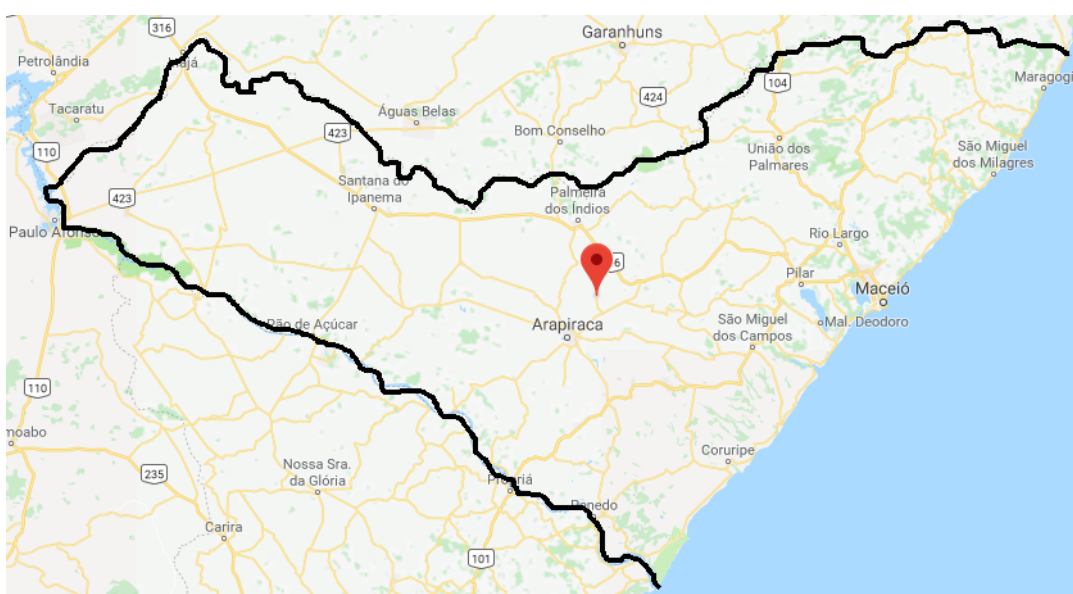 316
Garanhuns
Petrolândia
104
Maragogi
424
Tacaratu
Águas Belas
423
Bom Conselho
110
União dos
Palmares
São Miguel
dos Milagres
Santana do
Ipanema
423
Palmeira
dos Índios
Paulo Afonso
Rio Largo
6
Pilar
Maceió
Pão de Açúcar
Arapiraca
São Miguel
dos Campos
Mal. Deodoro
110
moabo
Coruripe
235
Nossa Sra.
da Glória
Penedo
Carira
101